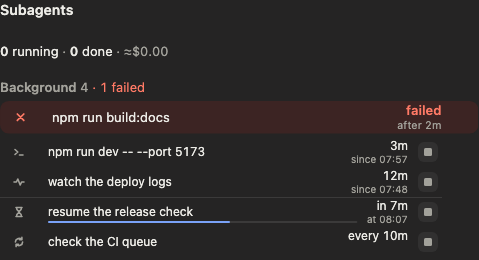 Subagents
0 running · 0 done · ≈$0.00
Background 4 · 1 failed
npm run build:docs failed
after 2m
npm run dev -- --port 5173 3m
since 07:57
watch the deploy logs 12m
since 07:48
resume the release check in 7m
at 08:07
check the CI queue every 10m